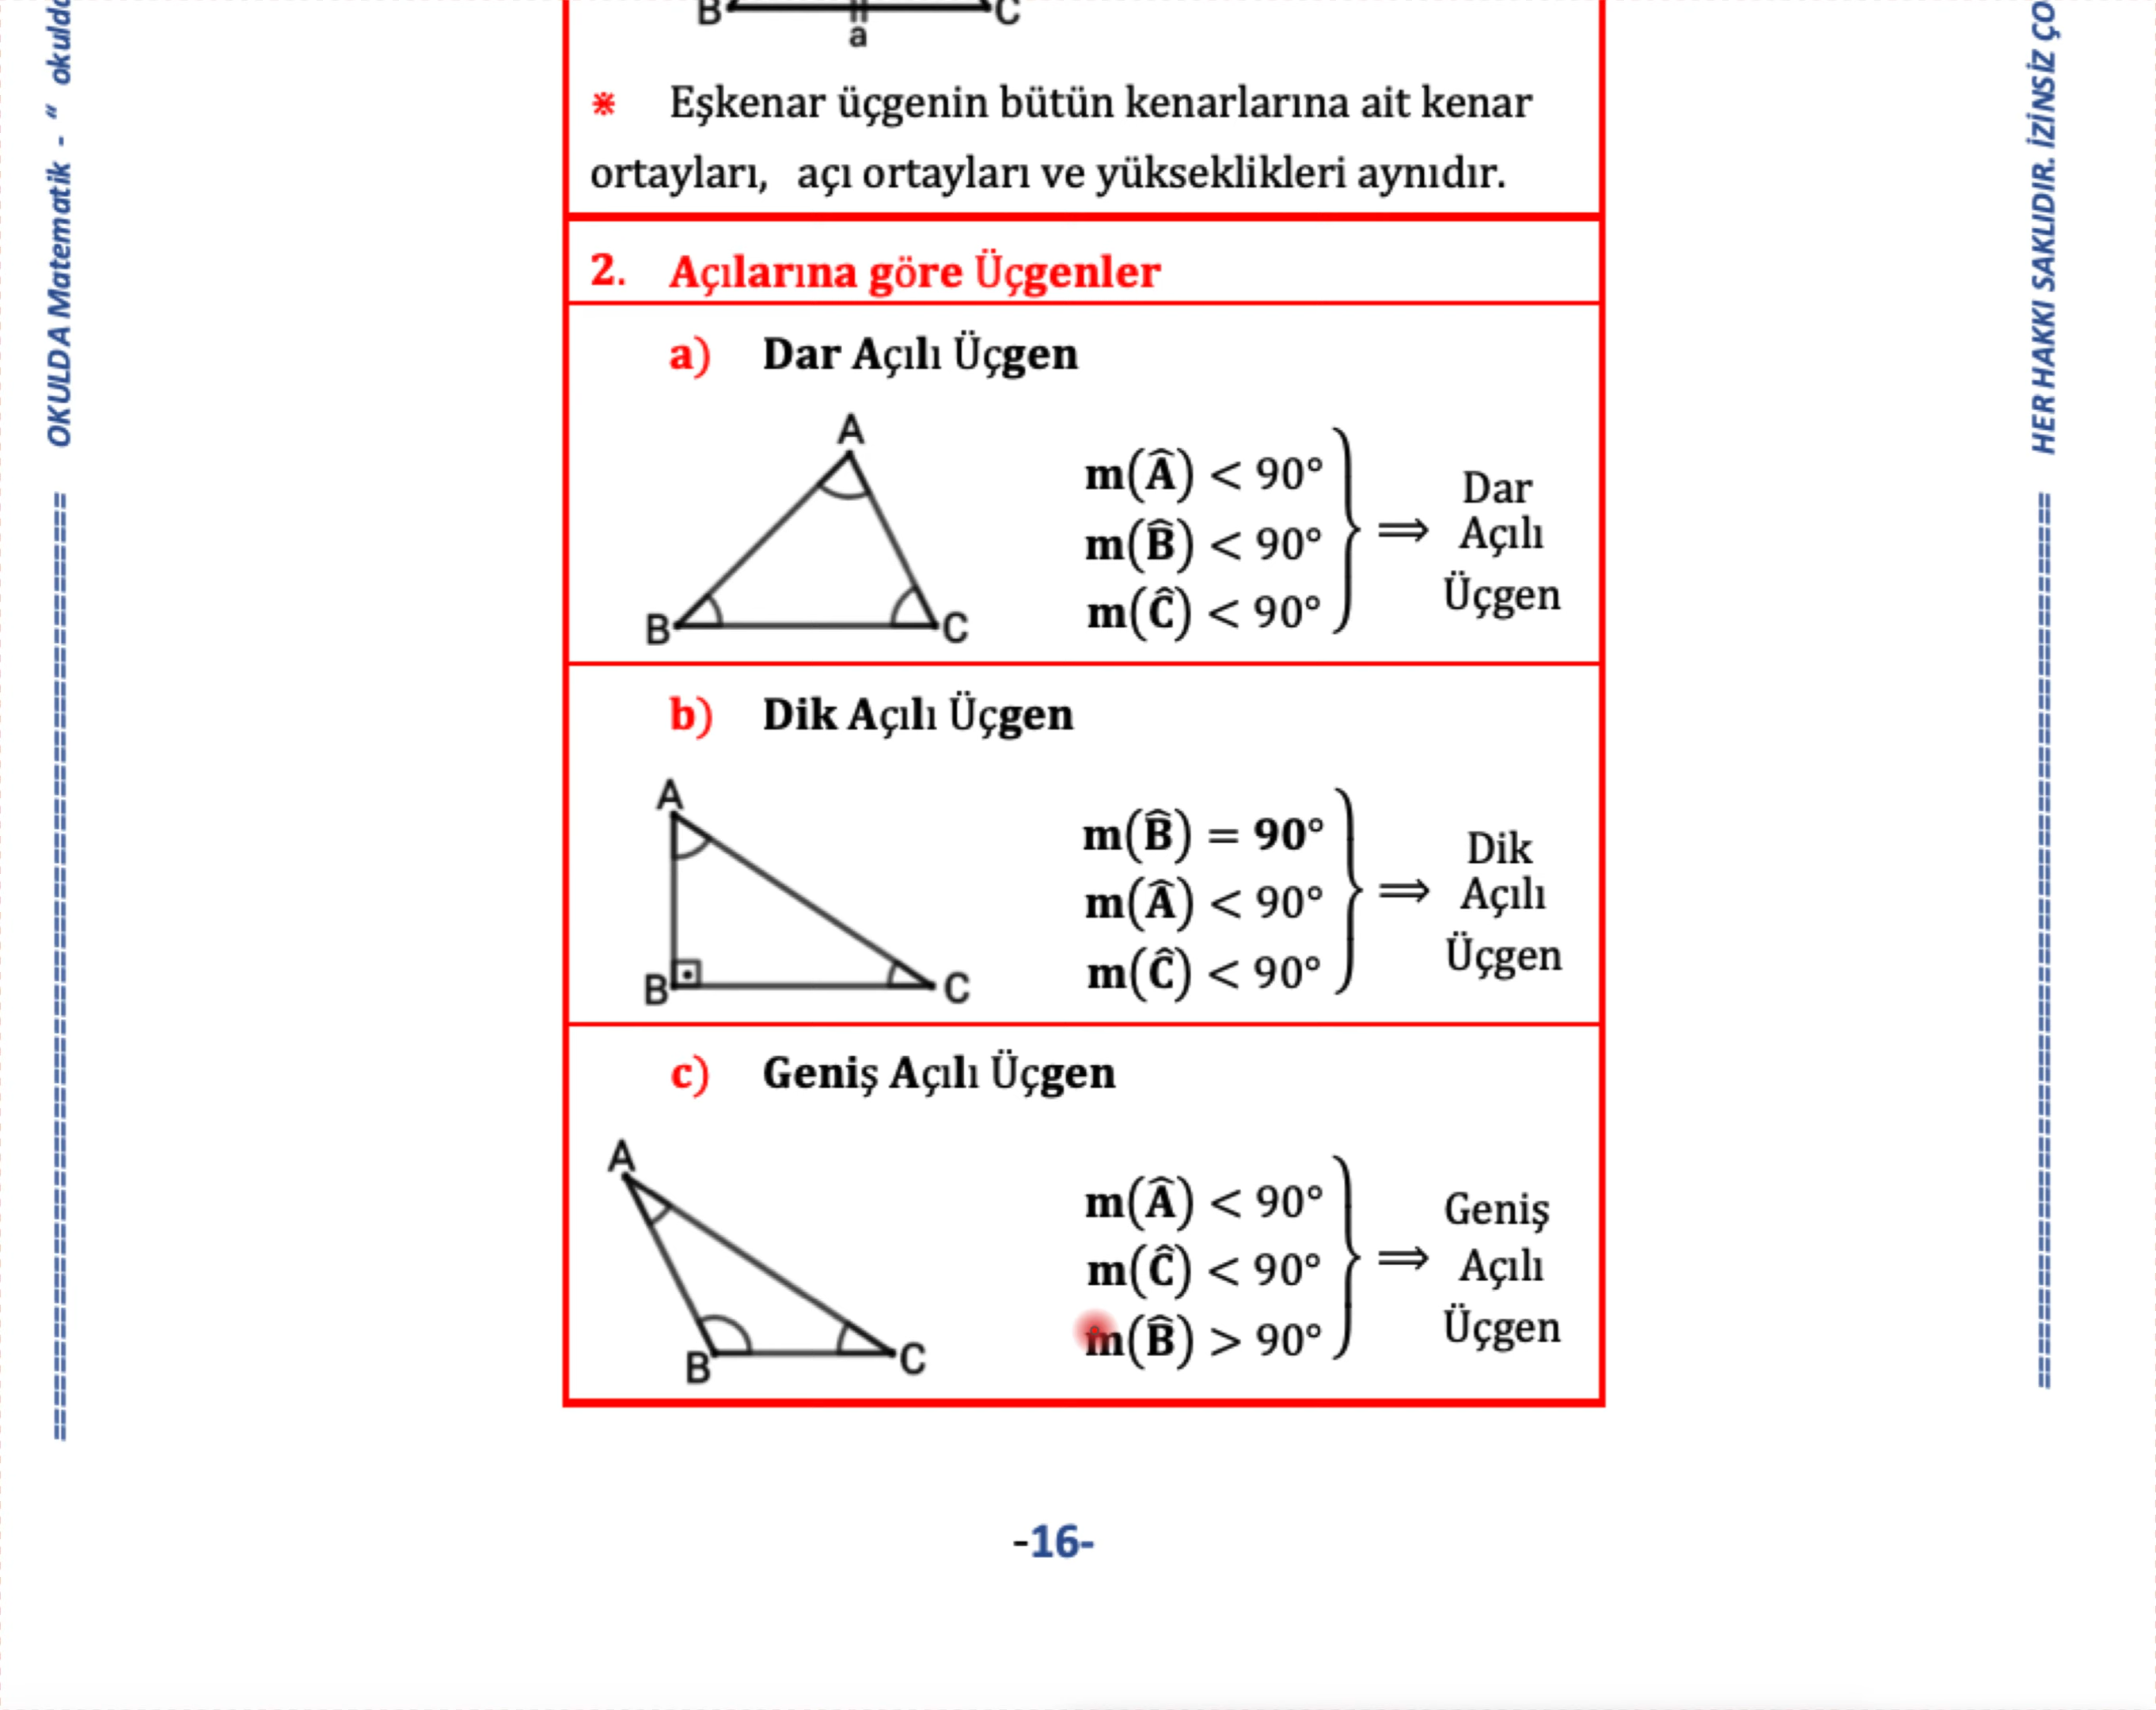 OKULDA Matematik - “ okulda
HER HAKKI SAKLIDIR. İZİNSİZ ÇO
B C
a
※ Eşkenar üçgenin bütün kenarlarına ait kenar
ortayları, açı ortayları ve yükseklikleri aynıdır.
2. Açılarına göre Üçgenler
a) Dar Açılı Üçgen
A
B C
m(Â) < 90°
m(B̂) < 90°
m(Ĉ) < 90°
⟹
Dar
Açılı
Üçgen
b) Dik Açılı Üçgen
A
B C
m(B̂) = 90°
m(Â) < 90°
m(Ĉ) < 90°
⟹
Dik
Açılı
Üçgen
c) Geniş Açılı Üçgen
A
B C
m(Â) < 90°
m(Ĉ) < 90°
m(B̂) > 90°
⟹
Geniş
Açılı
Üçgen
-16-